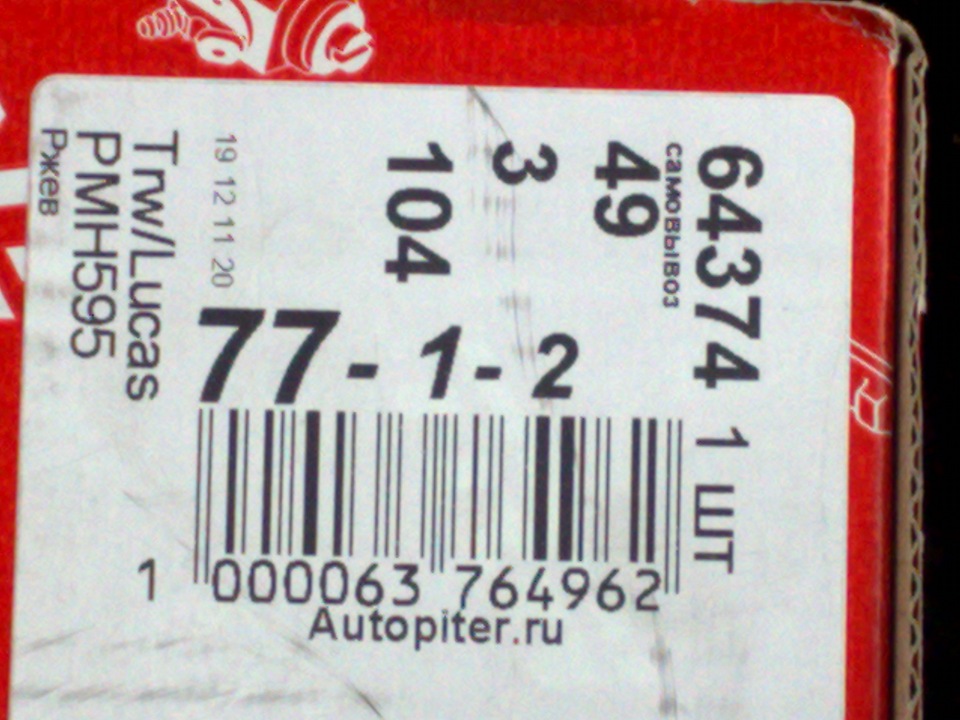 64374 1 шт
самовывоз
49
3
104
19 12 11 20
Trw/Lucas
PMH595
Ржев
77- 1- 2
1 000063 764962
Autopiter.ru